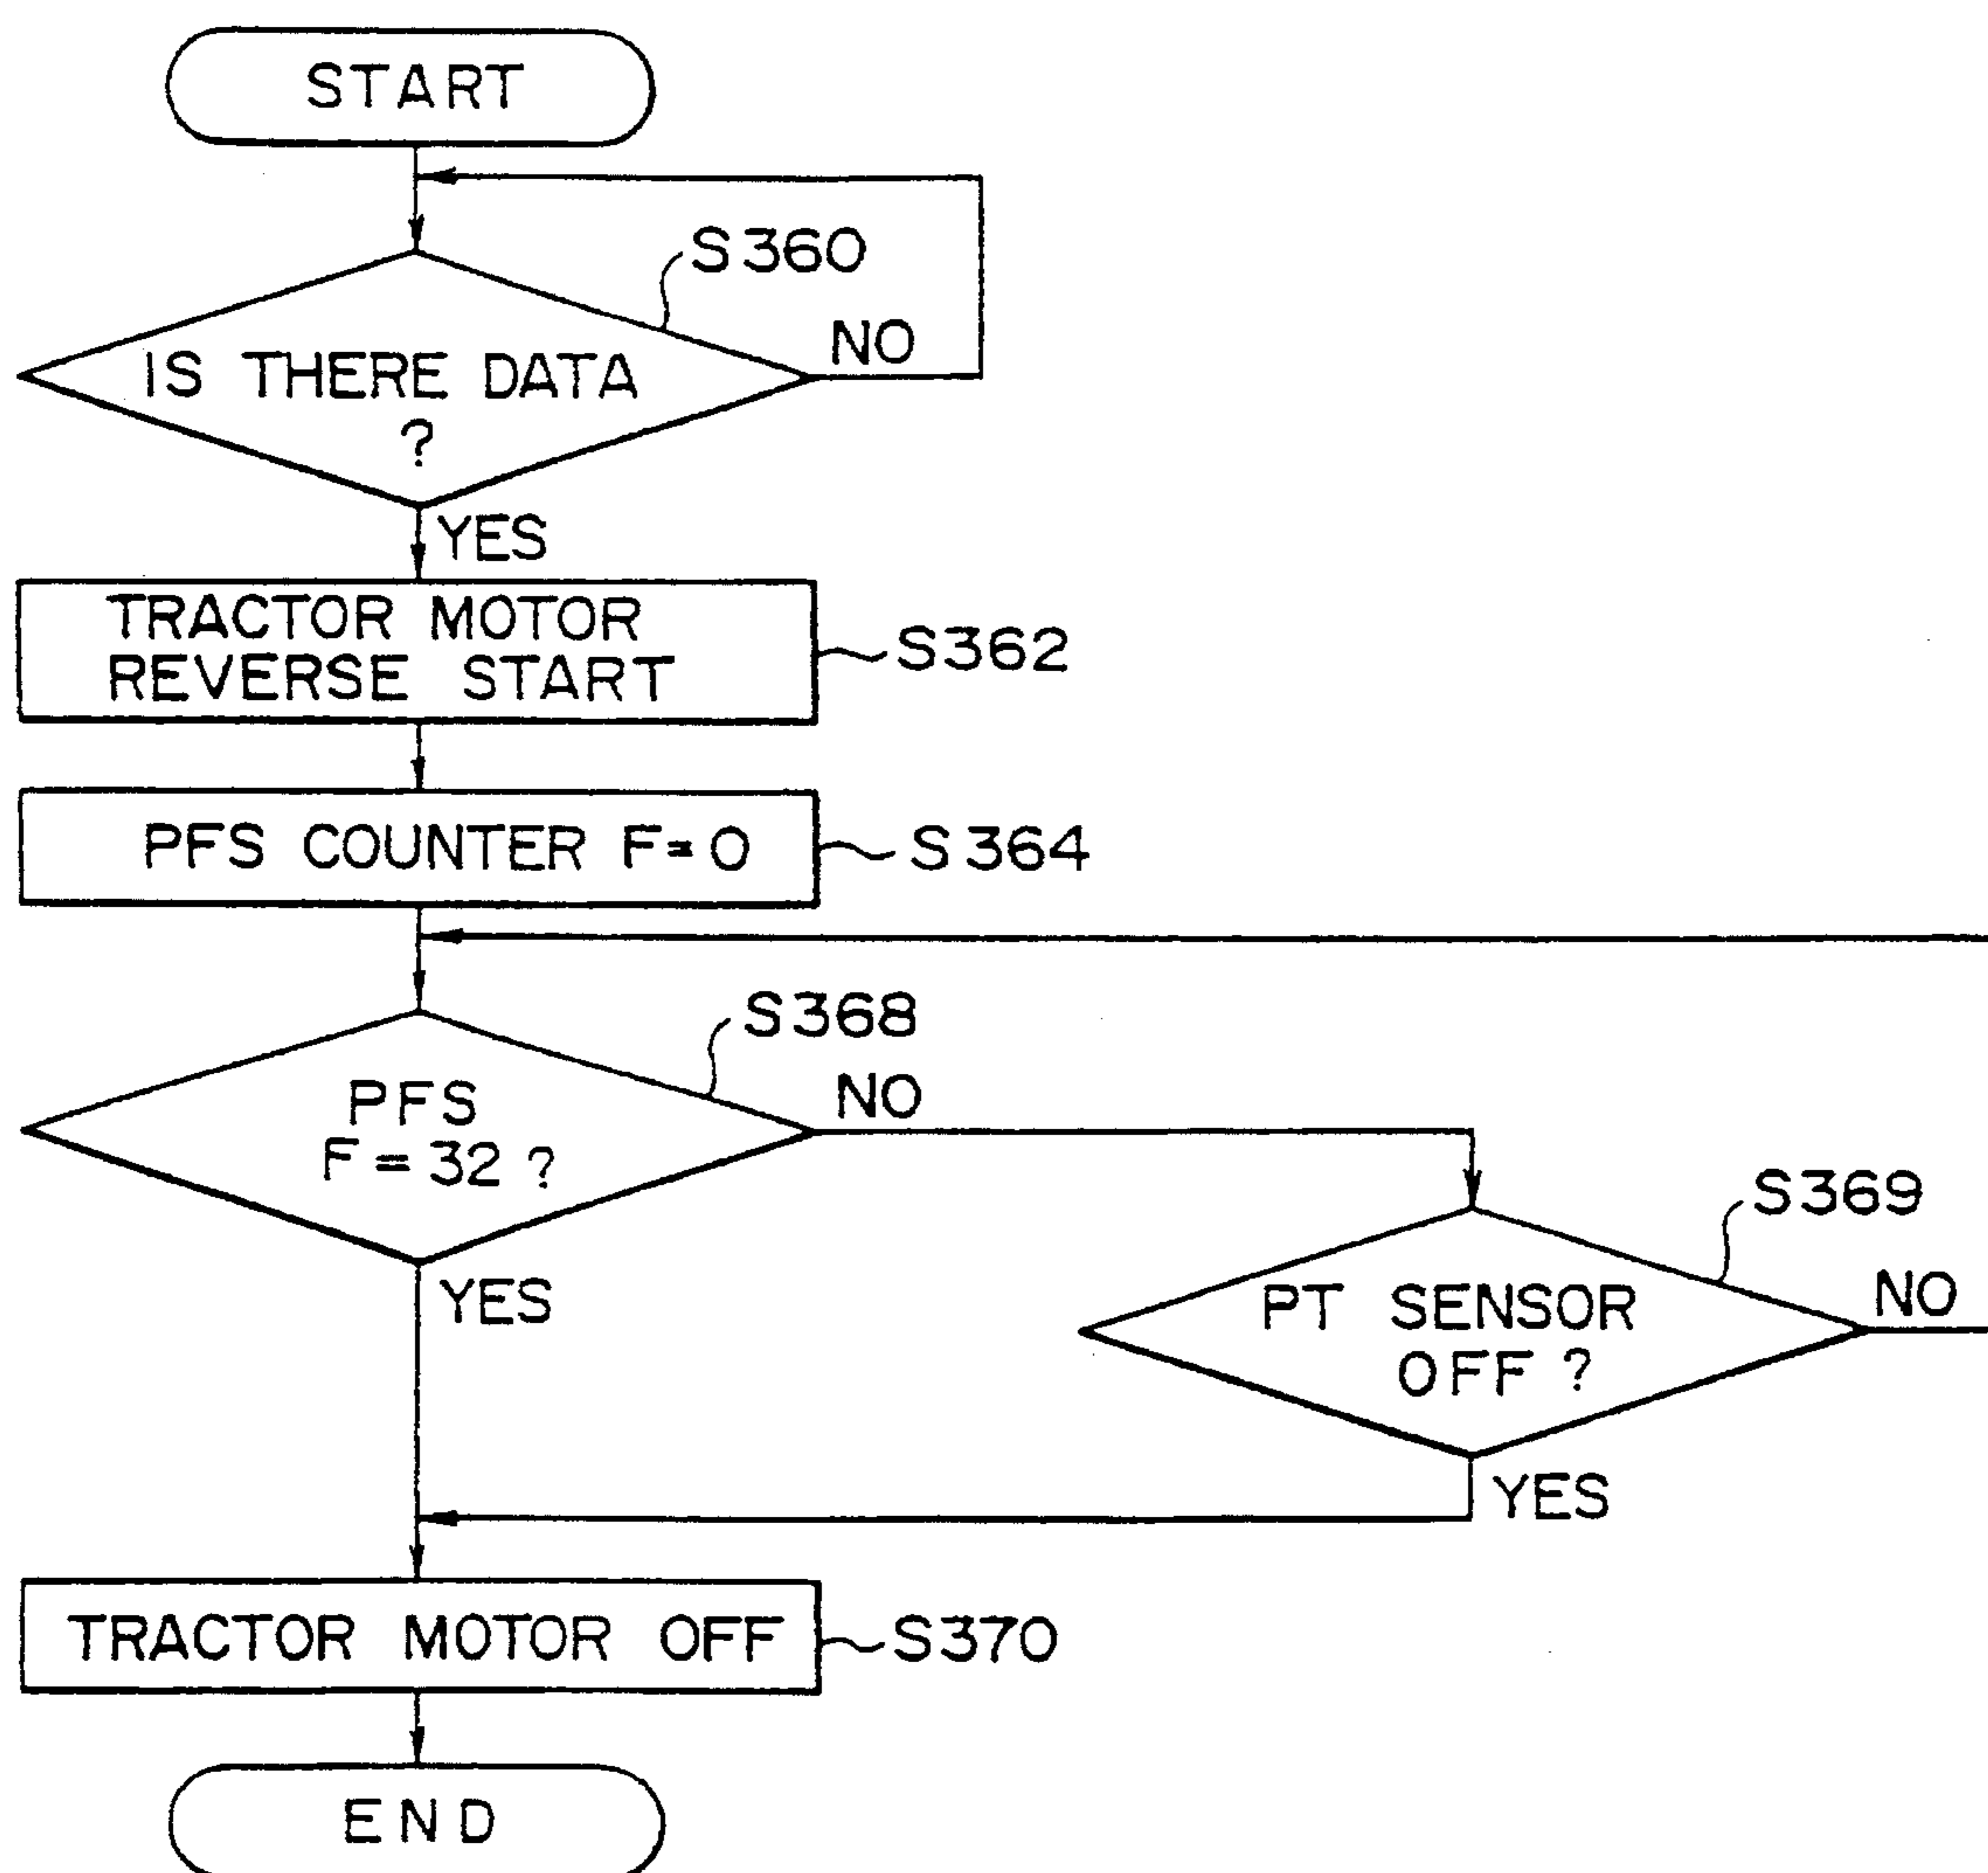 START
S360
NO
IS THERE DATA
?
YES
TRACTOR MOTOR
REVERSE START
S362
PFS COUNTER F=0
S364
S368
NO
PFS
F=32 ?
YES
S369
NO
PT SENSOR
OFF ?
YES
TRACTOR MOTOR OFF
S370
END